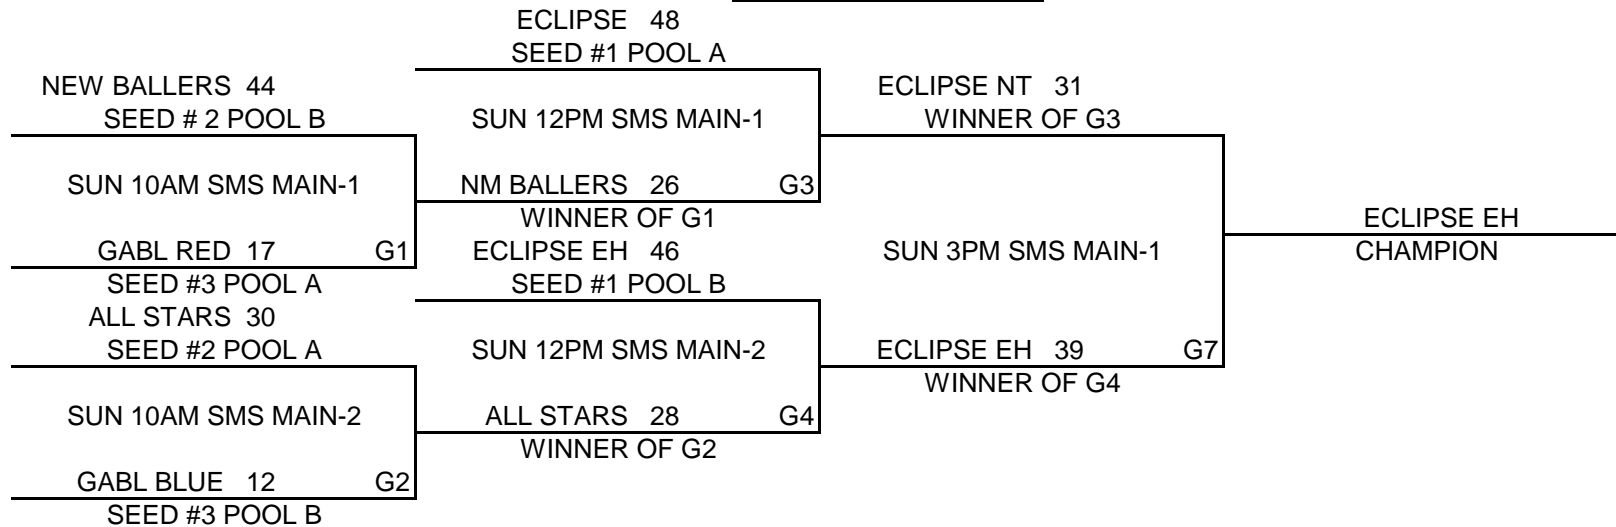 ECLIPSE 48
SEED #1 POOL A
NEW BALLERS 44
SEED # 2 POOL B
SUN 10AM SMS MAIN-1
GABL RED 17 G1
SEED #3 POOL A
SUN 12PM SMS MAIN-1
NM BALLERS 26 G3
WINNER OF G1
ECLIPSE NT 31
WINNER OF G3
ECLIPSE EH 46
SEED #1 POOL B
ALL STARS 30
SEED #2 POOL A
SUN 10AM SMS MAIN-2
GABL BLUE 12 G2
SEED #3 POOL B
SUN 12PM SMS MAIN-2
ALL STARS 28 G4
WINNER OF G2
SUN 3PM SMS MAIN-1
ECLIPSE EH 39 G7
WINNER OF G4
ECLIPSE EH
CHAMPION